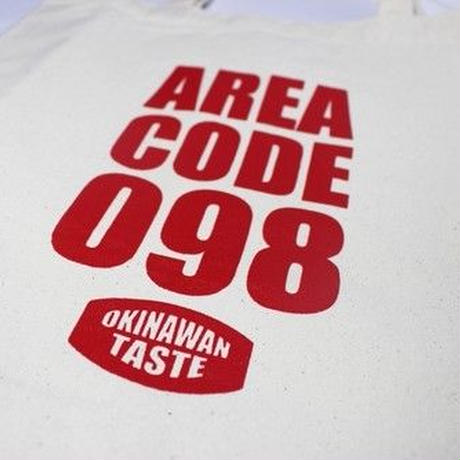 AREA
CODE
098
OKINAWAN
TASTE